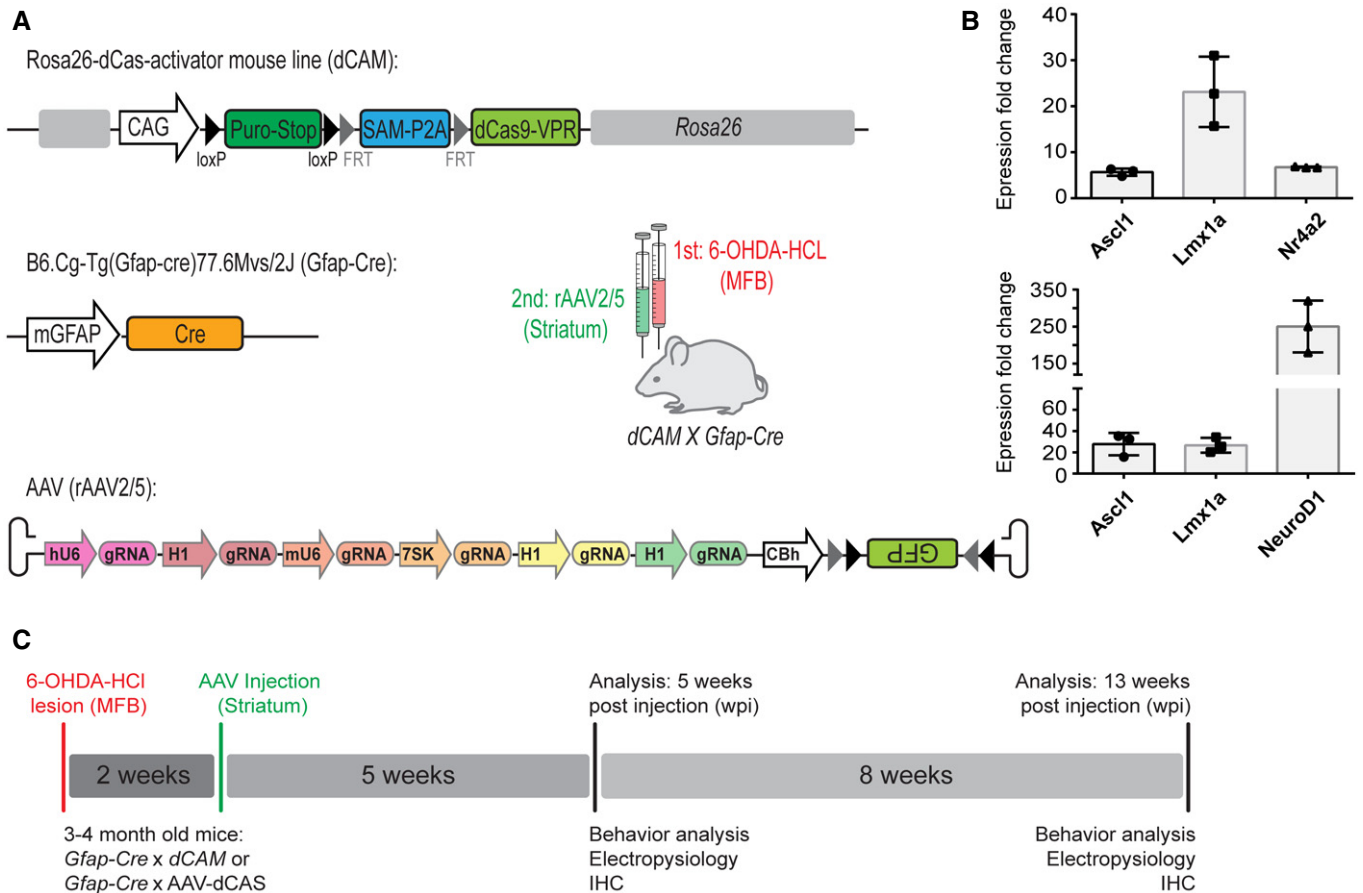 A
Rosa26-dCas-activator mouse line (dCAM):
CAG
Puro-Stop
SAM-P2A
dCas9-VPR
Rosa26
loxP
loxP
FRT
FRT
B6.Cg-Tg(Gfap-cre)77.6Mvs/2J (Gfap-Cre):
mGFAP
Cre
1st: 6-OHDA-HCL
(MFB)
2nd: rAAV2/5
(Striatum)
dCAM X Gfap-Cre
AAV (rAAV2/5):
hU6 gRNA H1 gRNA mU6 gRNA 7SK gRNA H1 gRNA H1 gRNA CBh GFP
B
Epression fold change
40
30
20
10
0
Ascl1
Lmx1a
Nr4a2
Epression fold change
350
250
150
60
40
20
0
Ascl1
Lmx1a
NeuroD1
C
6-OHDA-HCl
lesion (MFB)
AAV Injection
(Striatum)
Analysis: 5 weeks
post injection (wpi)
Analysis: 13 weeks
post injection (wpi)
2 weeks
5 weeks
8 weeks
3-4 month old mice:
Gfap-Cre x dCAM or
Gfap-Cre x AAV-dCAS
Behavior analysis
Electropysiology
IHC
Behavior analysis
Electropysiology
IHC